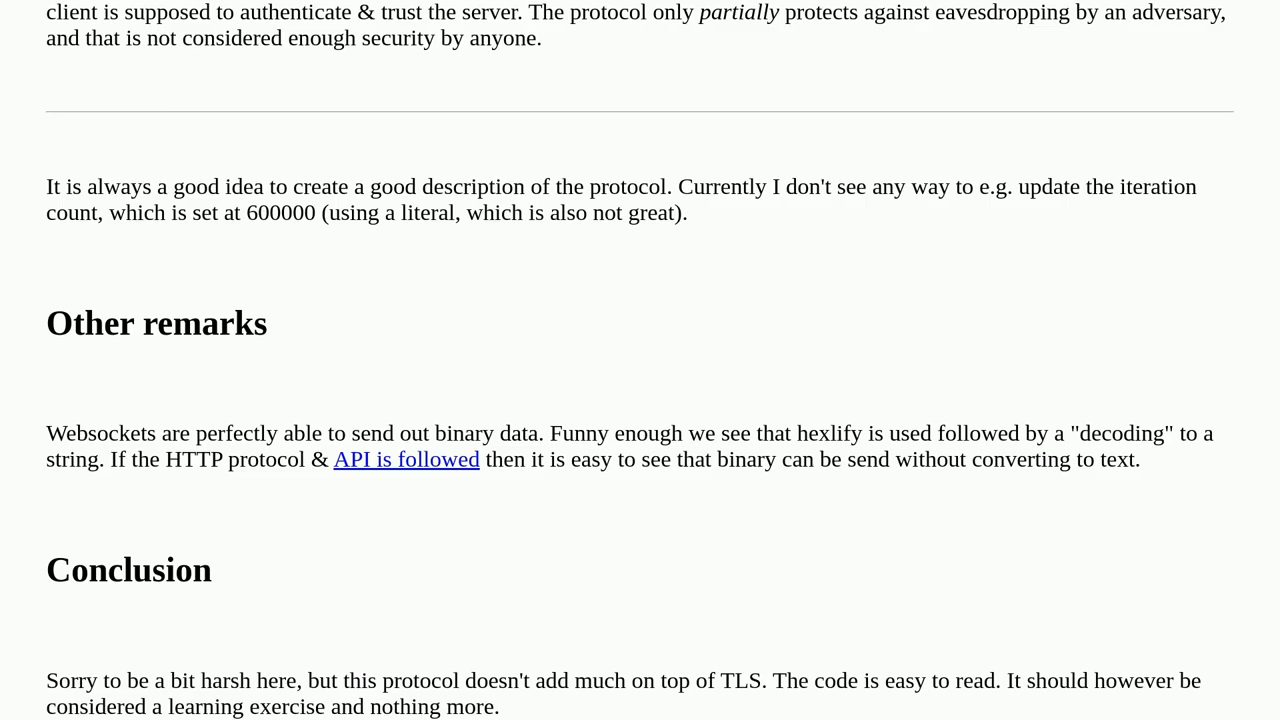 client is supposed to authenticate & trust the server. The protocol only partially protects against eavesdropping by an adversary,
and that is not considered enough security by anyone.
It is always a good idea to create a good description of the protocol. Currently I don't see any way to e.g. update the iteration
count, which is set at 600000 (using a literal, which is also not great).
Other remarks
Websockets are perfectly able to send out binary data. Funny enough we see that hexlify is used followed by a "decoding" to a
string. If the HTTP protocol & API is followed then it is easy to see that binary can be send without converting to text.
Conclusion
Sorry to be a bit harsh here, but this protocol doesn't add much on top of TLS. The code is easy to read. It should however be
considered a learning exercise and nothing more.